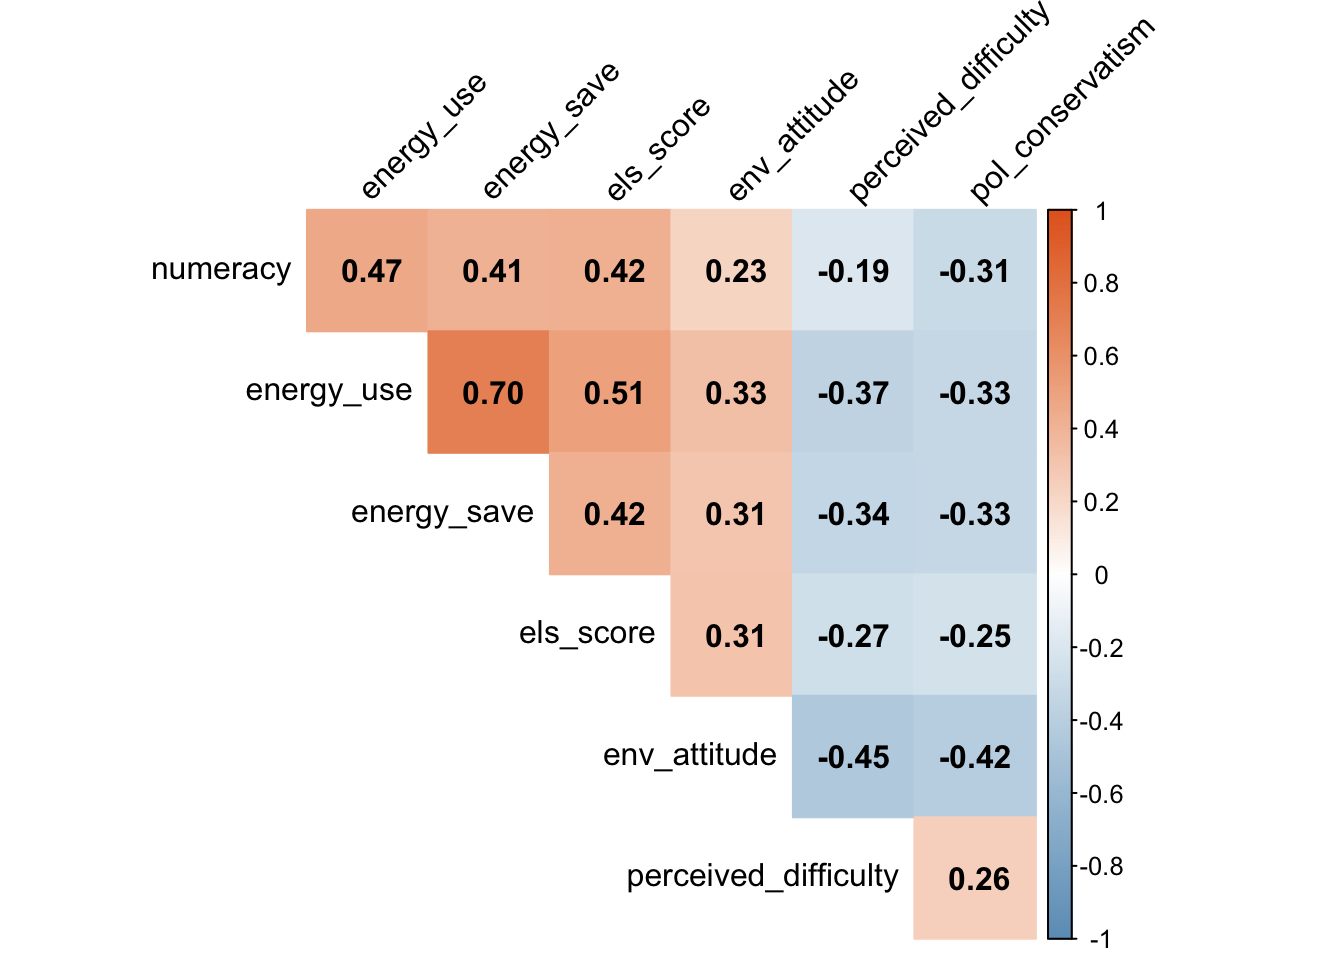 energy_use
energy_save
els_score
env_attitude
perceived_difficulty
pol_conservatism
numeracy 0.47 0.41 0.42 0.23 -0.19 -0.31
energy_use 0.70 0.51 0.33 -0.37 -0.33
energy_save 0.42 0.31 -0.34 -0.33
els_score 0.31 -0.27 -0.25
env_attitude -0.45 -0.42
perceived_difficulty 0.26
1
0.8
0.6
0.4
0.2
0
-0.2
-0.4
-0.6
-0.8
-1